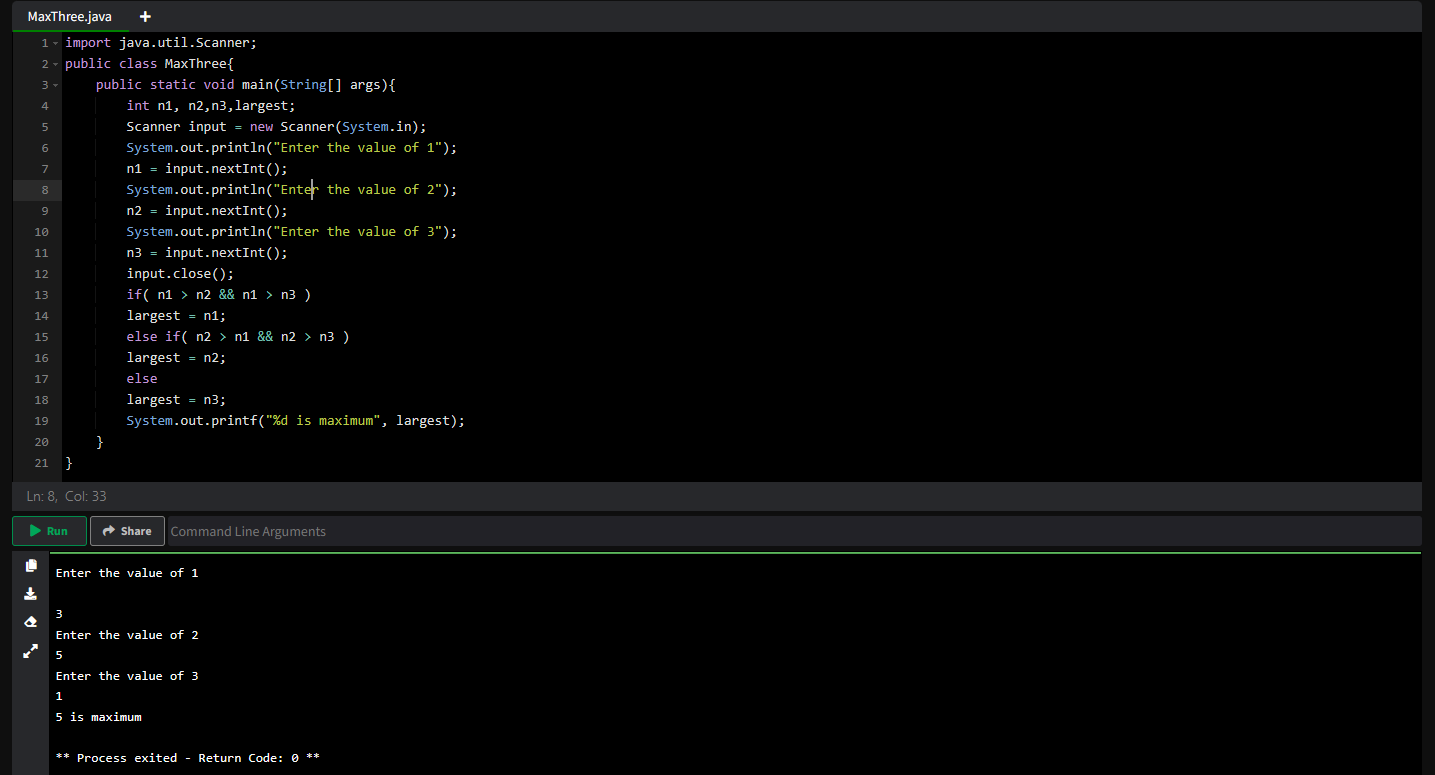 MaxThree.java +
1 import java.util.Scanner;
2 public class MaxThree{
3     public static void main(String[] args){
4         int n1, n2,n3,largest;
5         Scanner input = new Scanner(System.in);
6         System.out.println("Enter the value of 1");
7         n1 = input.nextInt();
8         System.out.println("Enter the value of 2");
9         n2 = input.nextInt();
10         System.out.println("Enter the value of 3");
11         n3 = input.nextInt();
12         input.close();
13         if( n1 > n2 && n1 > n3 )
14         largest = n1;
15         else if( n2 > n1 && n2 > n3 )
16         largest = n2;
17         else
18         largest = n3;
19         System.out.printf("%d is maximum", largest);
20     }
21 }
Ln: 8, Col: 33
Run Share Command Line Arguments
Enter the value of 1
3
Enter the value of 2
5
Enter the value of 3
1
5 is maximum
** Process exited - Return Code: 0 **